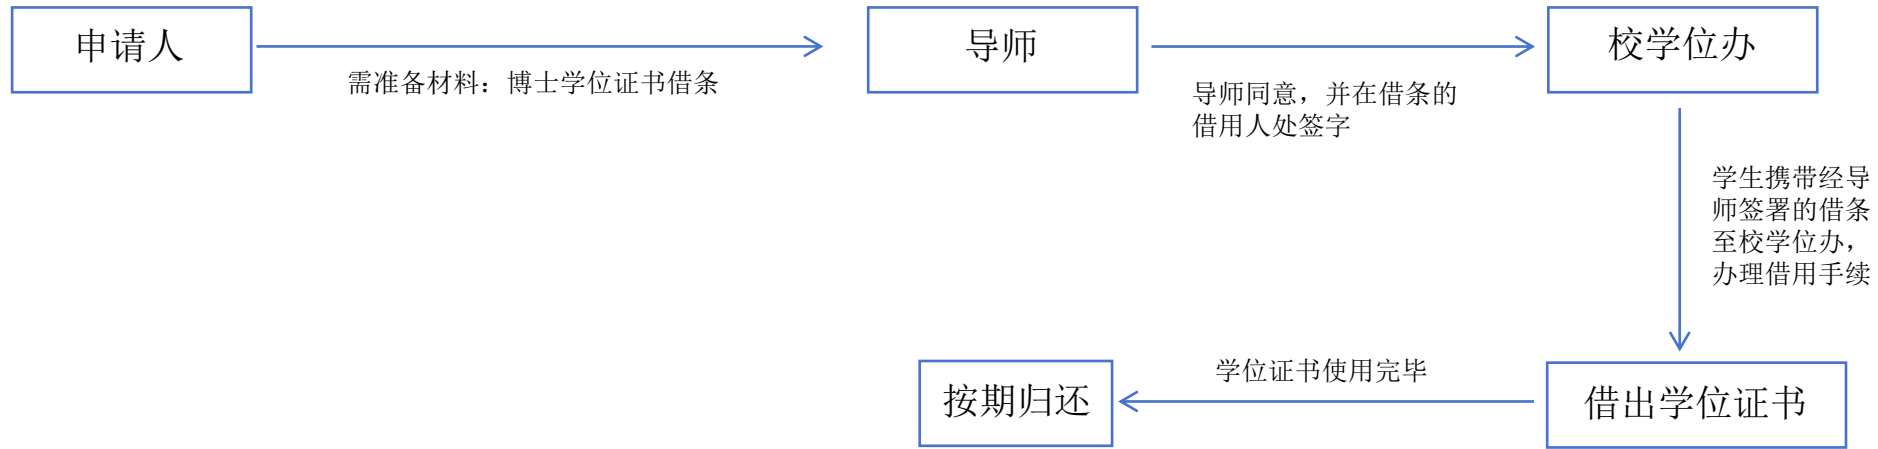 申请人
需准备材料：博士学位证书借条
导师
导师同意，并在借条的
借用人处签字
校学位办
学生携带经导
师签署的借条
至校学位办，
办理借用手续
借出学位证书
学位证书使用完毕
按期归还